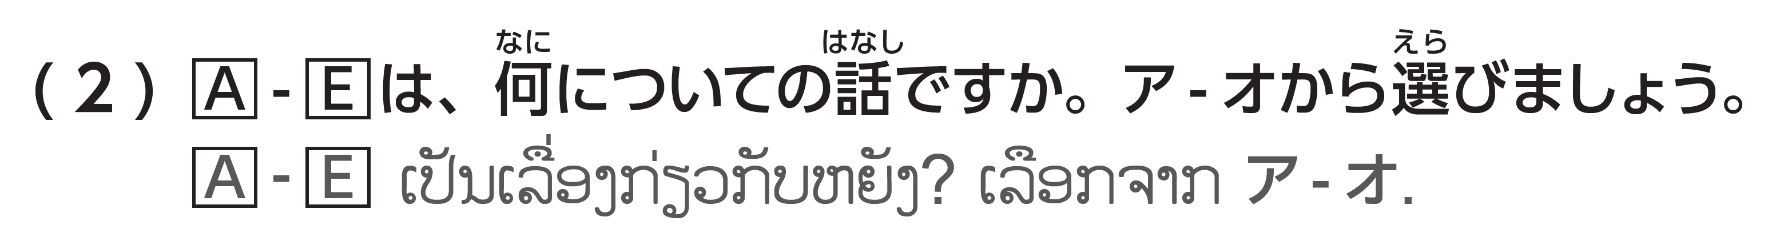 なに はなし えら
(2) A - E は、何についての話ですか。ア - オから選びましょう。
A - E ເປັນເລື່ອງກ່ຽວກັບຫຍັງ? ເລືອກຈາກ ア - オ.